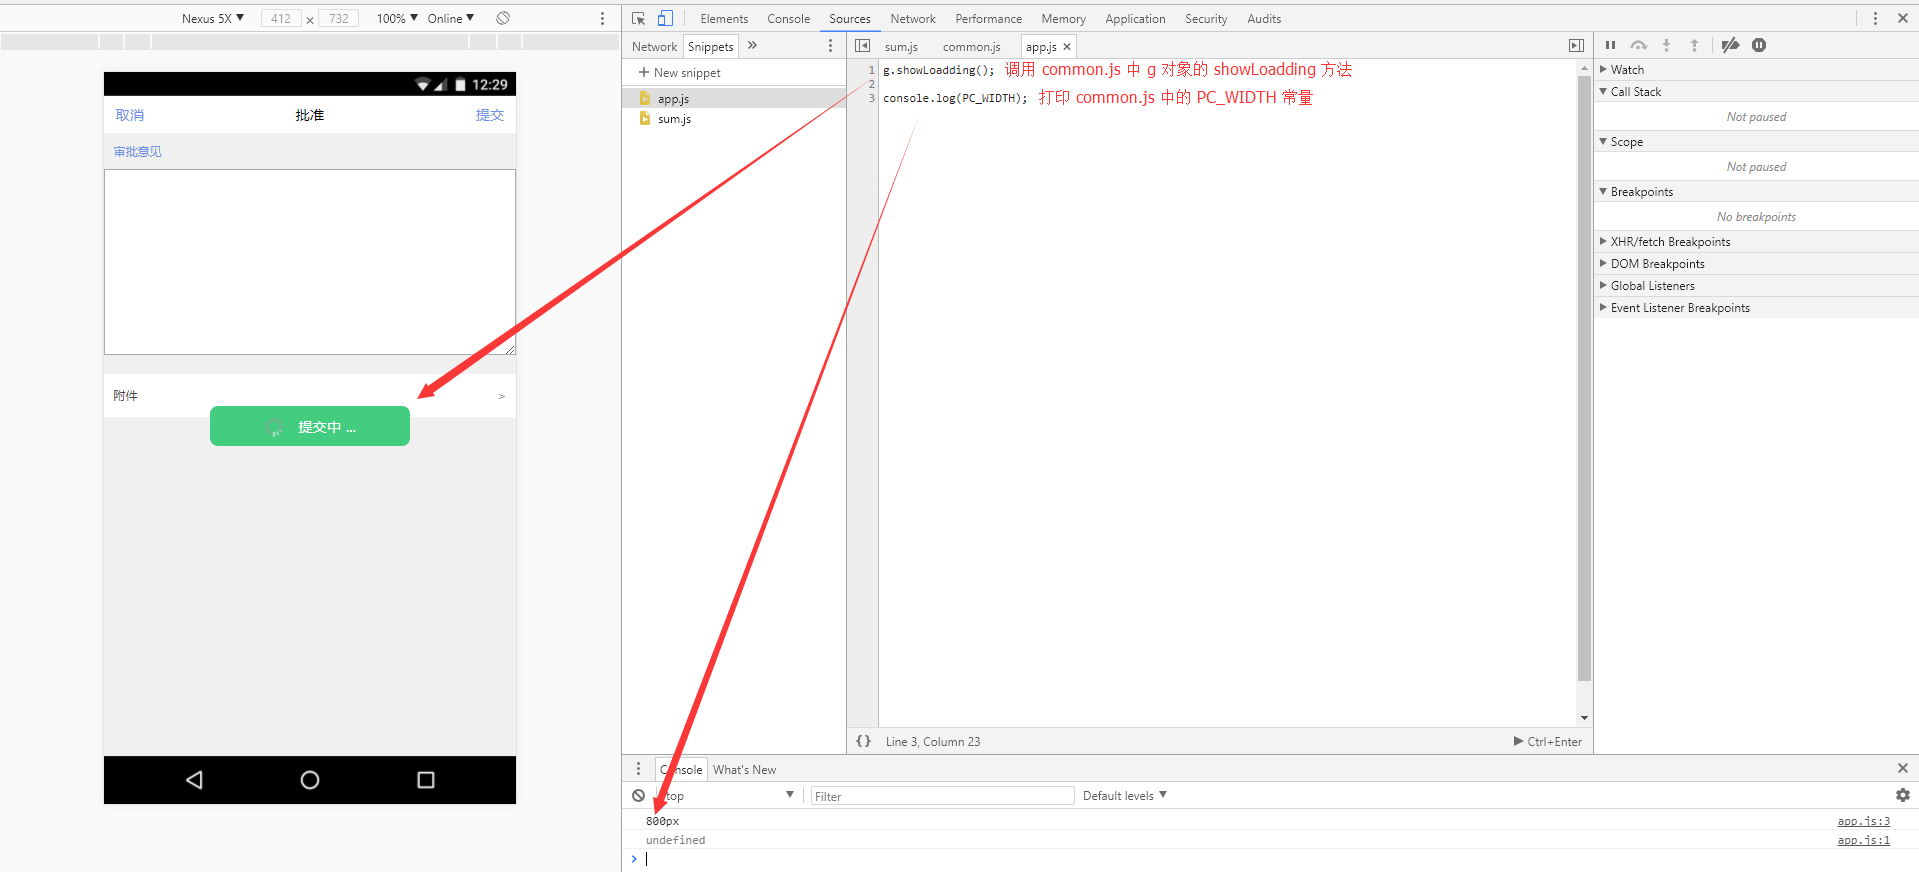 Nexus 5X ▼ 412 × 732 100% ▼ Online ▼
Elements Console Sources Network Performance Memory Application Security Audits
Network Snippets »
sum.js common.js app.js ×
+ New snippet
app.js
sum.js
1 g.showLoadding(); 调用 common.js 中 g 对象的 showLoadding 方法
2
3 console.log(PC_WIDTH); 打印 common.js 中的 PC_WIDTH 常量
Watch
Call Stack
Not paused
Scope
Not paused
Breakpoints
No breakpoints
XHR/fetch Breakpoints
DOM Breakpoints
Global Listeners
Event Listener Breakpoints
12:29
取消 批准 提交
审批意见
附件 >
提交中 ...
{} Line 3, Column 23
Ctrl+Enter
Console What's New
top
Filter
Default levels ▼
800px app.js:3
undefined app.js:1
>